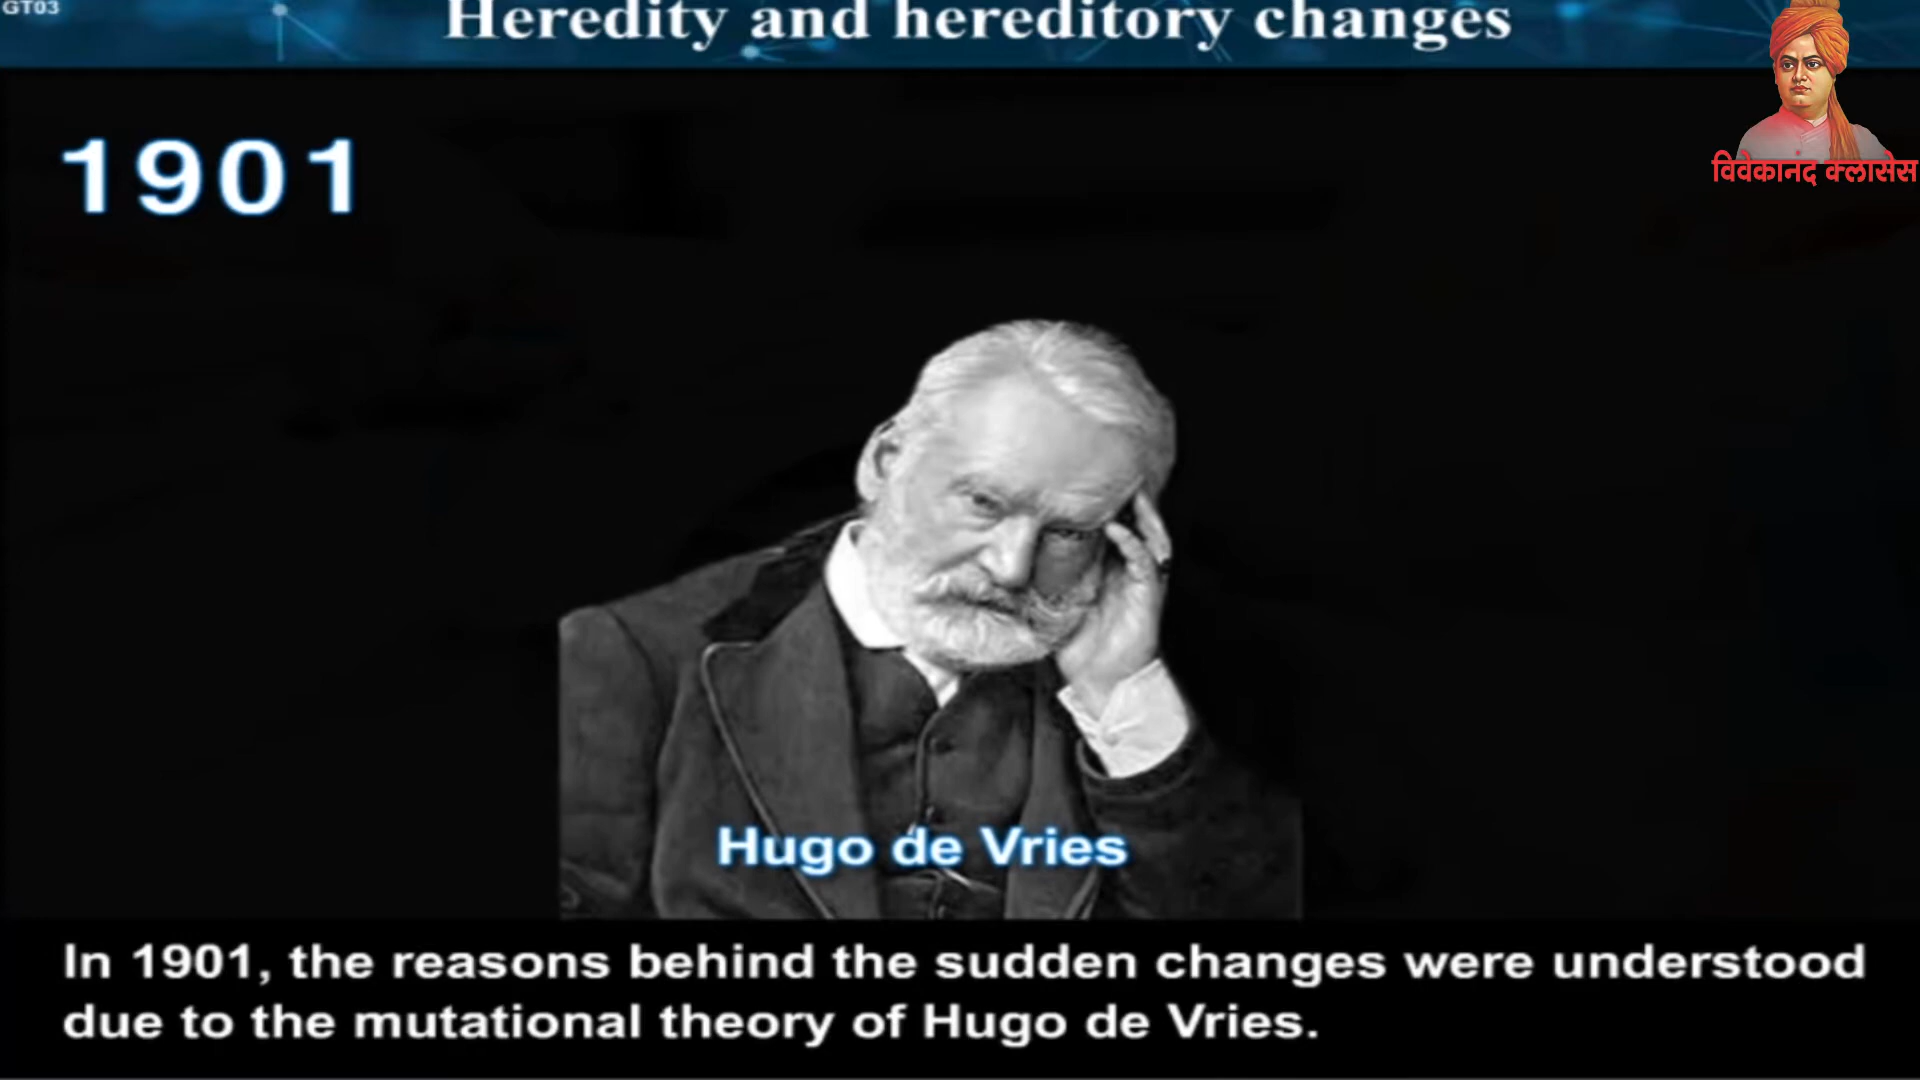 GT03
Heredity and hereditory changes
विवेकानंद क्लासेस
1901
Hugo de Vries
In 1901, the reasons behind the sudden changes were understood
due to the mutational theory of Hugo de Vries.